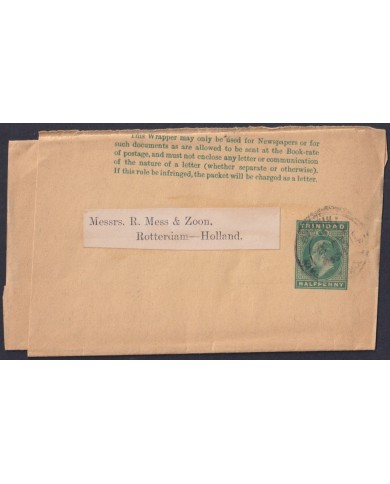 This Wrapper may only be used for Newspapers or for
such documents as are allowed to be sent at the Book-rate
of postage, and must not enclose any letter or communication
of the nature of a letter (whether separate or otherwise).
If this rule be infringed, the packet will be charged as a letter.
Messrs. R. Mess & Zoon,
Rotterdam—Holland.
TRINIDAD
HALFPENNY